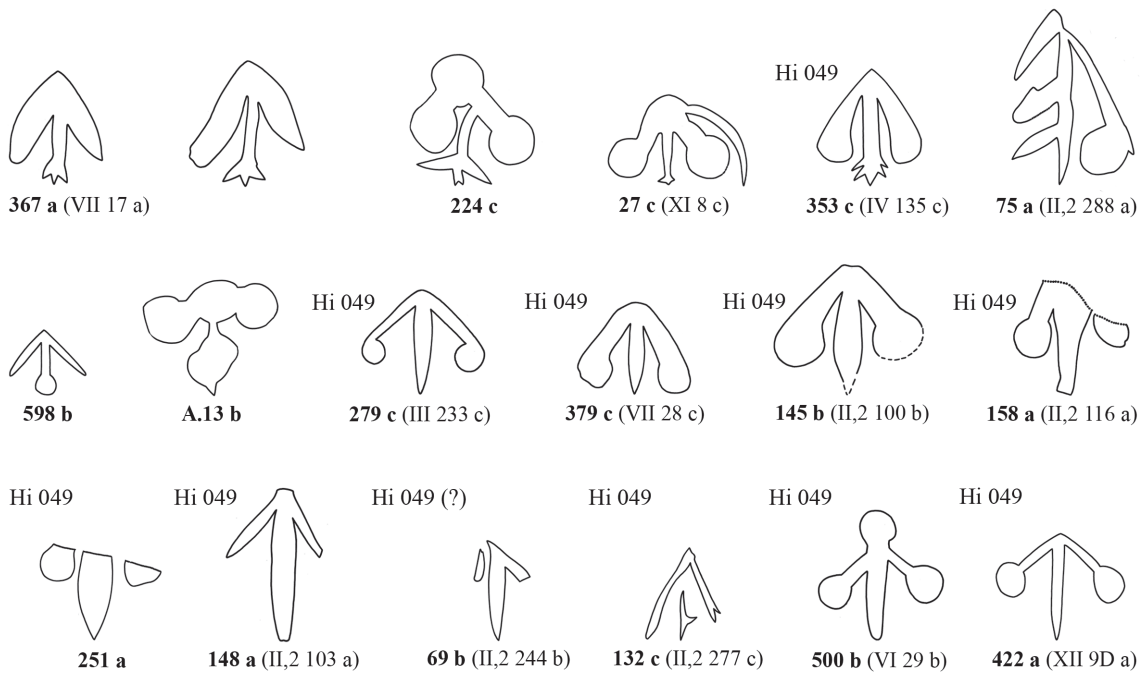 Hi 049
367 a (VII 17 a) 224 c 27 c (XI 8 c) 353 c (IV 135 c) 75 a (II,2 288 a)
Hi 049 Hi 049 Hi 049 Hi 049
598 b A.13 b 279 c (III 233 c) 379 c (VII 28 c) 145 b (II,2 100 b) 158 a (II,2 116 a)
Hi 049 Hi 049 Hi 049 (?) Hi 049 Hi 049 Hi 049
251 a 148 a (II,2 103 a) 69 b (II,2 244 b) 132 c (II,2 277 c) 500 b (VI 29 b) 422 a (XII 9D a)